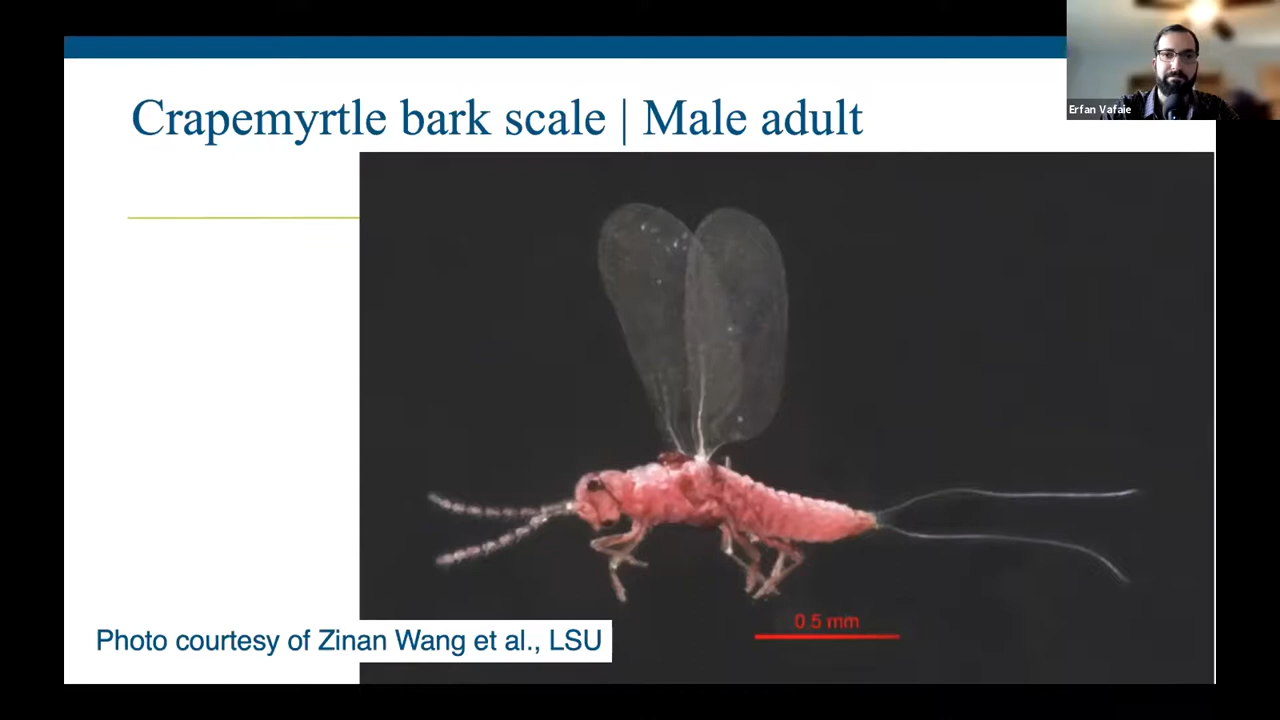 Erfan Vafaie
Crapemyrtle bark scale | Male adult
0.5 mm
Photo courtesy of Zinan Wang et al., LSU